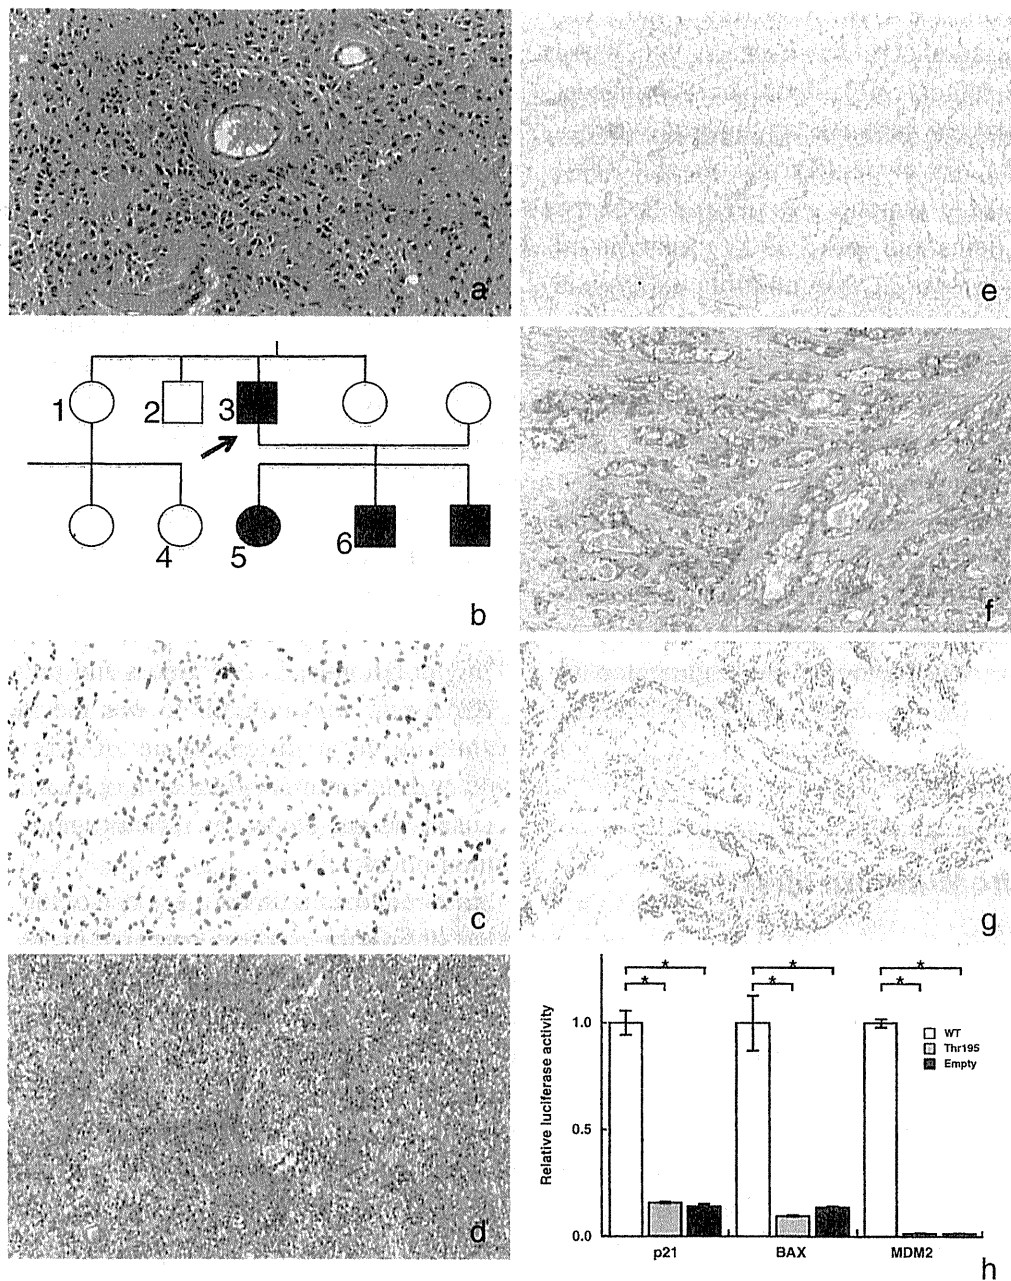 a
1
2
3
4
5
6
b
c
d
e
f
g
Relative luciferase activity
1.0
0.5
0.0
* * * * * *
WT
Thr195
Empty
p21 BAX MDM2
h